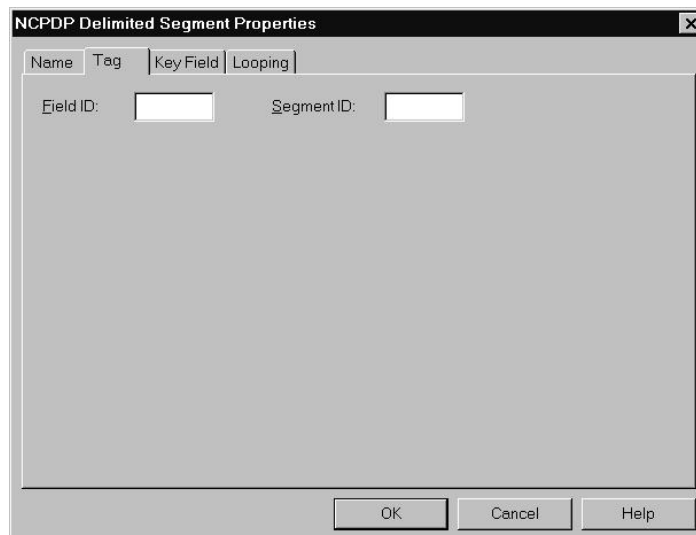 NCPDP Delimited Segment Properties
Name Tag Key Field Looping
Field ID: Segment ID:
OK Cancel Help